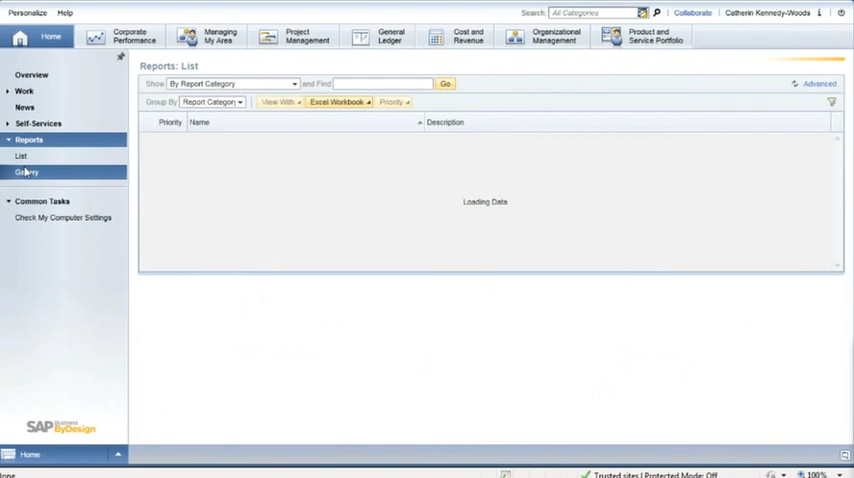 Personalize Help Search: All Categories Collaborate Catherin Kennedy-Woods
Home
Corporate
Performance
Managing
My Area
Project
Management
General
Ledger
Cost and
Revenue
Organizational
Management
Product and
Service Portfolio
Overview
Work
News
Self-Services
Reports
List
Gallery
Common Tasks
Check My Computer Settings
Reports: List
Show By Report Category and Find Go Advanced
Group By Report Category View With Excel Workbook Priority
Priority Name Description
Loading Data
SAP Business
ByDesign
Home
Done Trusted sites | Protected Mode: Off 100%